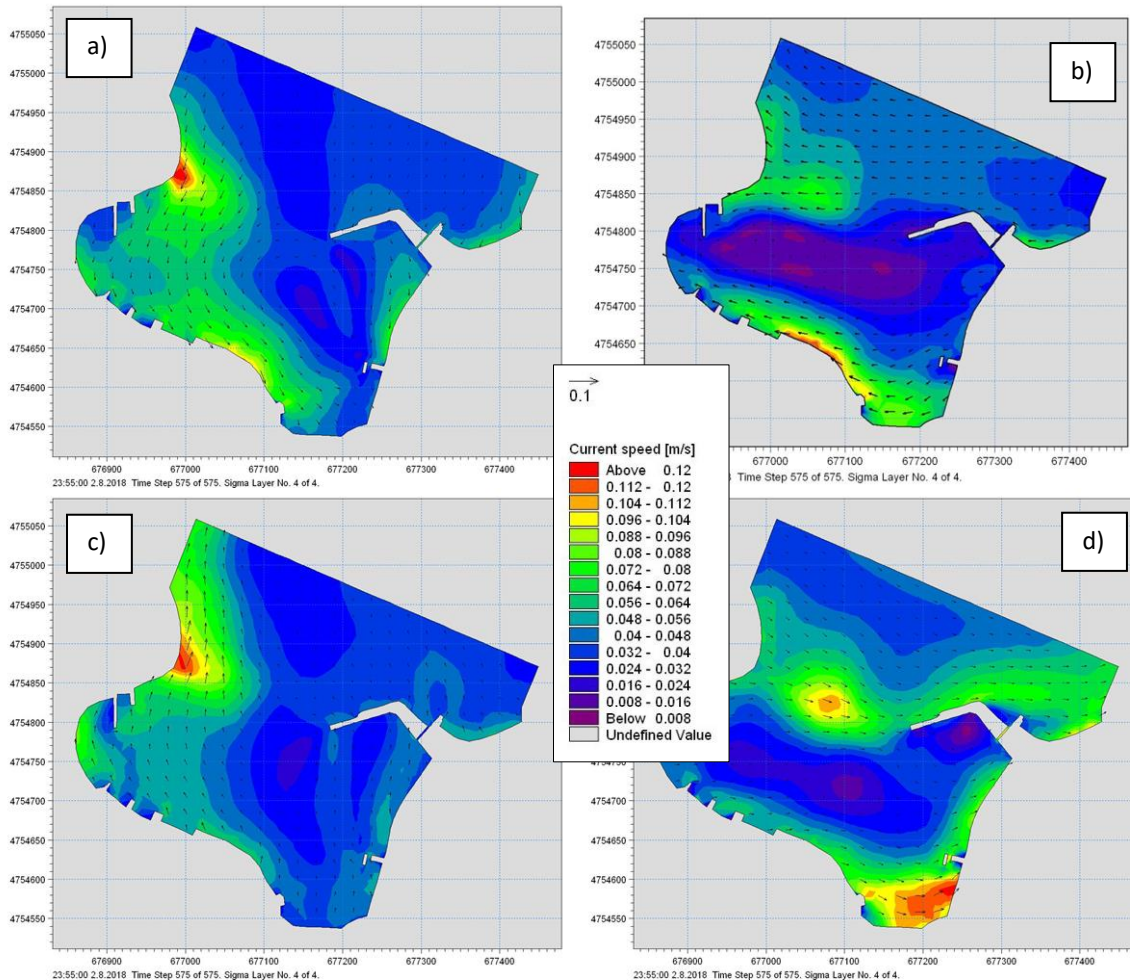 a)
4755050
4755000
4754950
4754900
4754850
4754800
4754750
4754700
4754650
4754600
4754550
676900 677000 677100 677200 677300 677400
23:55:00 2.8.2018 Time Step 575 of 575. Sigma Layer No. 4 of 4.
b)
4755050
4755000
4754950
4754900
4754850
4754800
4754750
4754700
4754650
677000 677100 677200 677300 677400
Time Step 575 of 575. Sigma Layer No. 4 of 4.
0.1
Current speed [m/s]
Above 0.12
0.112 - 0.12
0.104 - 0.112
0.096 - 0.104
0.088 - 0.096
0.08 - 0.088
0.072 - 0.08
0.064 - 0.072
0.056 - 0.064
0.048 - 0.056
0.04 - 0.048
0.032 - 0.04
0.024 - 0.032
0.016 - 0.024
0.008 - 0.016
Below 0.008
Undefined Value
c)
4755050
4755000
4754950
4754900
4754850
4754800
4754750
4754700
4754650
4754600
4754550
676900 677000 677100 677200 677300 677400
23:55:00 2.8.2018 Time Step 575 of 575. Sigma Layer No. 4 of 4.
d)
4755050
4755000
4754950
4754900
4754850
4754800
4754750
4754700
4754650
4754600
4754550
676900 677000 677100 677200 677300 677400
23:55:00 2.8.2018 Time Step 575 of 575. Sigma Layer No. 4 of 4.